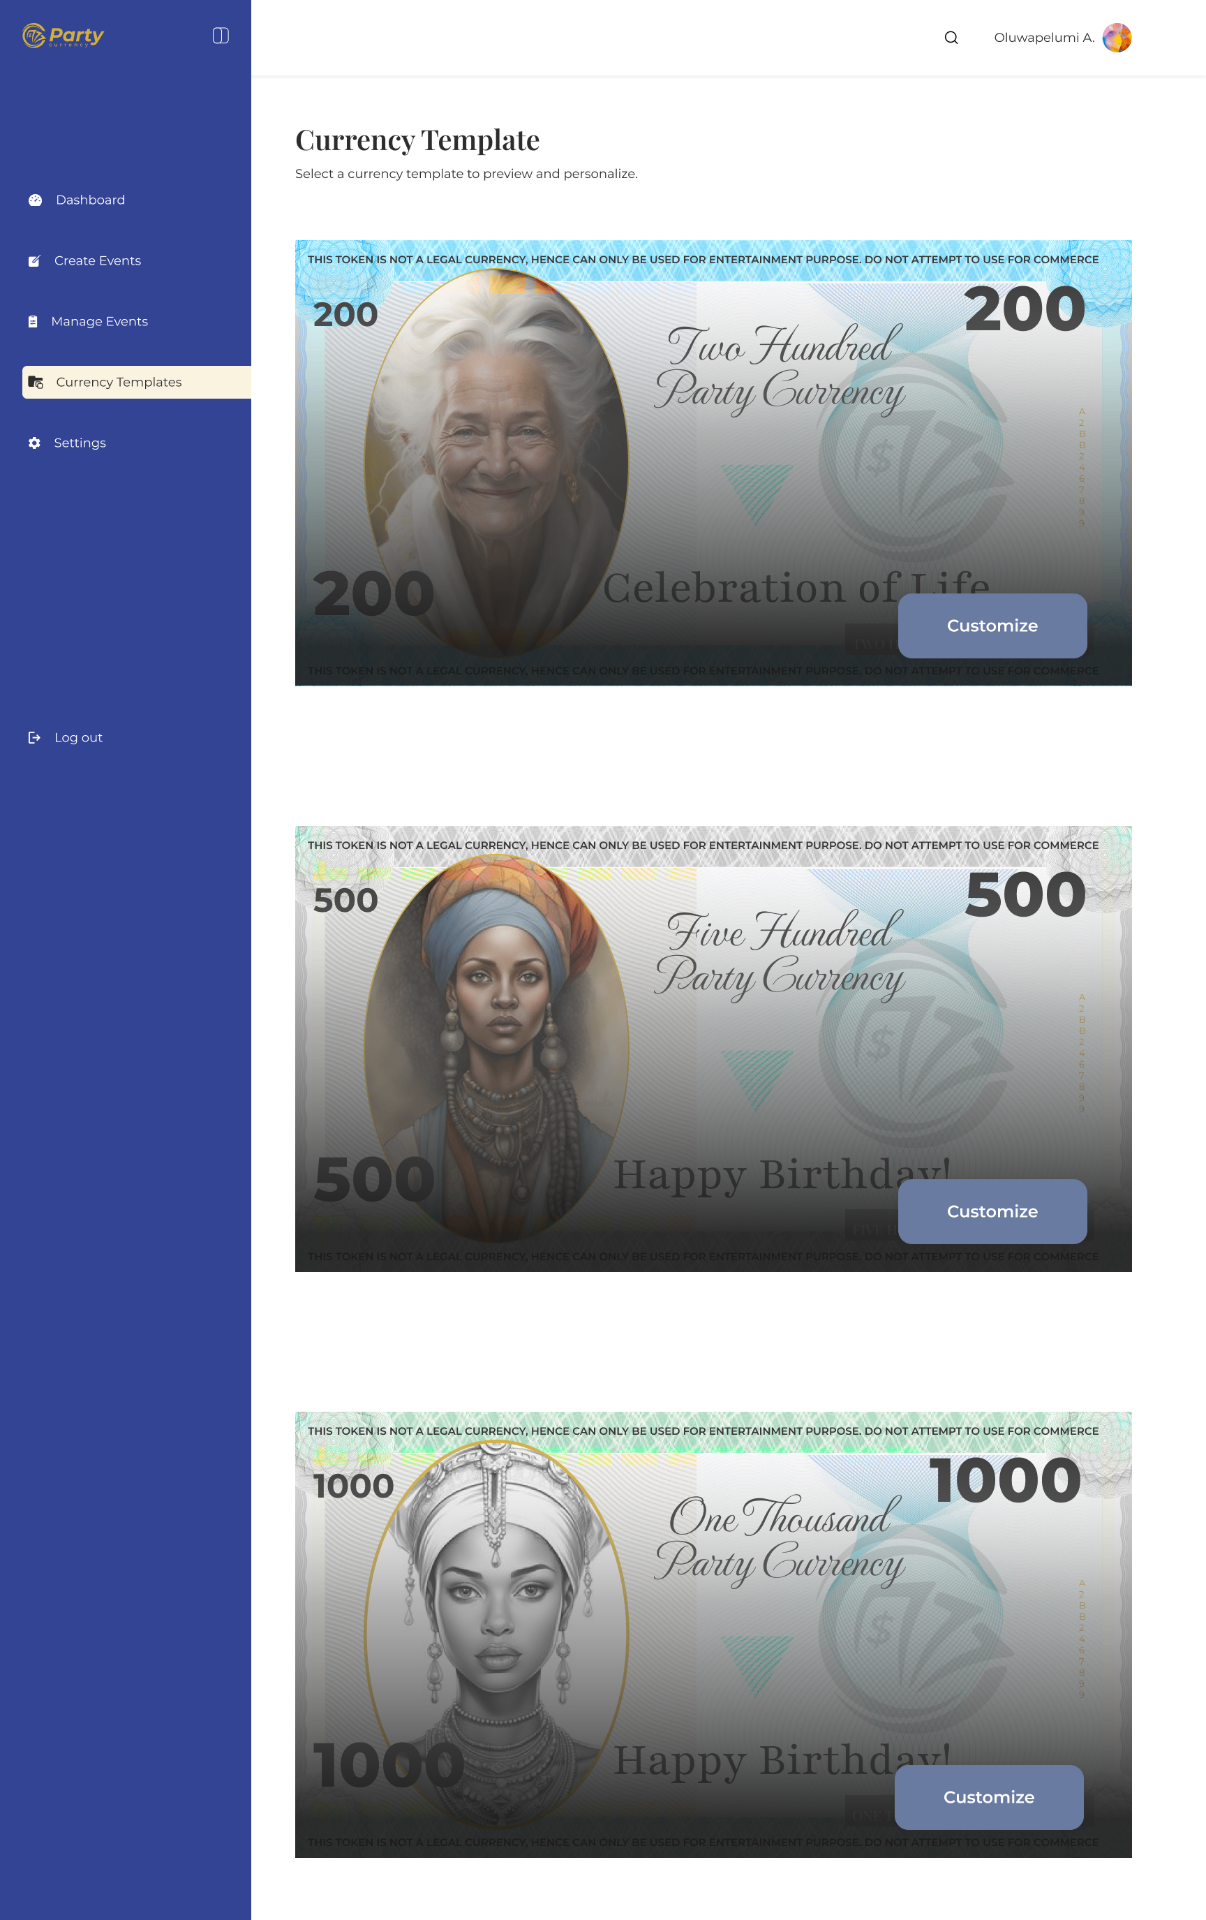 Party
currency
Oluwapelumi A.
Dashboard
Create Events
Manage Events
Currency Templates
Settings
Log out
Currency Template
Select a currency template to preview and personalize.
THIS TOKEN IS NOT A LEGAL CURRENCY, HENCE CAN ONLY BE USED FOR ENTERTAINMENT PURPOSE. DO NOT ATTEMPT TO USE FOR COMMERCE
200
200
Two Hundred
Party Currency
$
200
Celebration of Life
Customize
THIS TOKEN IS NOT A LEGAL CURRENCY, HENCE CAN ONLY BE USED FOR ENTERTAINMENT PURPOSE. DO NOT ATTEMPT TO USE FOR COMMERCE
THIS TOKEN IS NOT A LEGAL CURRENCY, HENCE CAN ONLY BE USED FOR ENTERTAINMENT PURPOSE. DO NOT ATTEMPT TO USE FOR COMMERCE
500
500
Five Hundred
Party Currency
$
500
Happy Birthday!
Customize
THIS TOKEN IS NOT A LEGAL CURRENCY, HENCE CAN ONLY BE USED FOR ENTERTAINMENT PURPOSE. DO NOT ATTEMPT TO USE FOR COMMERCE
THIS TOKEN IS NOT A LEGAL CURRENCY, HENCE CAN ONLY BE USED FOR ENTERTAINMENT PURPOSE. DO NOT ATTEMPT TO USE FOR COMMERCE
1000
1000
One Thousand
Party Currency
$
1000
Happy Birthday!
Customize
THIS TOKEN IS NOT A LEGAL CURRENCY, HENCE CAN ONLY BE USED FOR ENTERTAINMENT PURPOSE. DO NOT ATTEMPT TO USE FOR COMMERCE